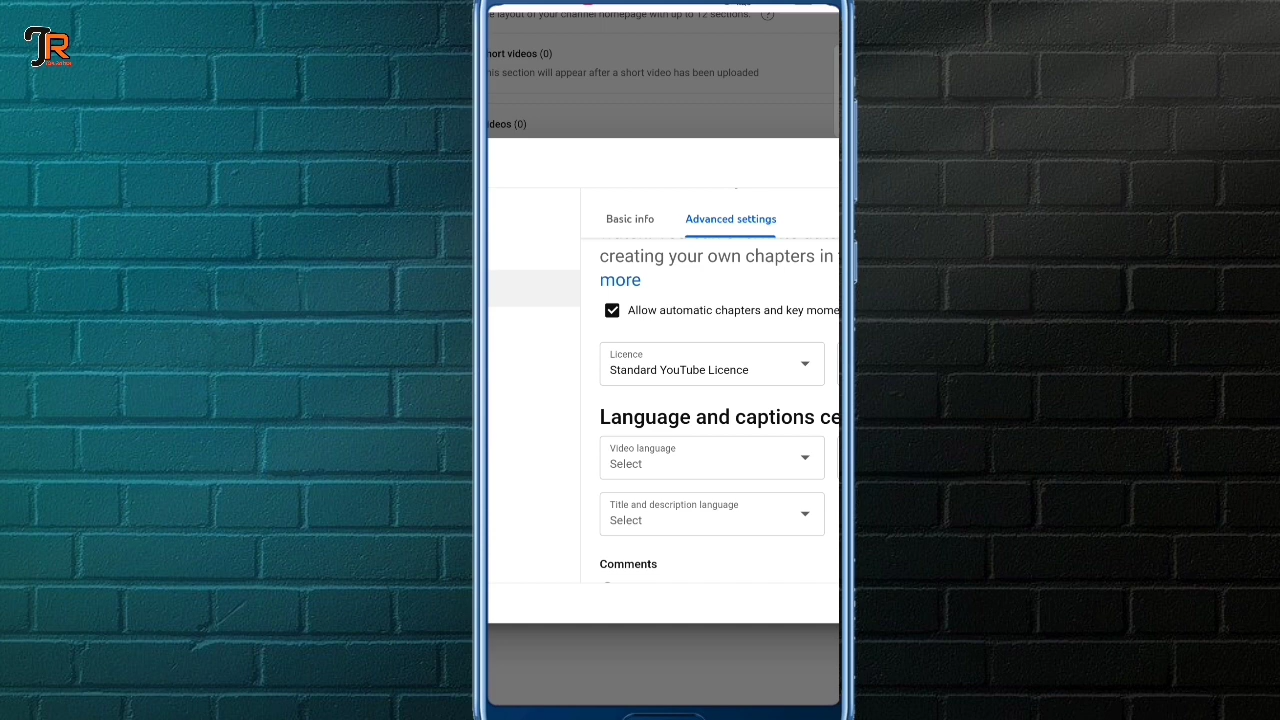 JR
e layout of your channel homepage with up to 12 sections.
hort videos (0)
his section will appear after a short video has been uploaded
ideos (0)
Basic info
Advanced settings
creating your own chapters in
more
Allow automatic chapters and key mome
Licence
Standard YouTube Licence
Language and captions ce
Video language
Select
Title and description language
Select
Comments